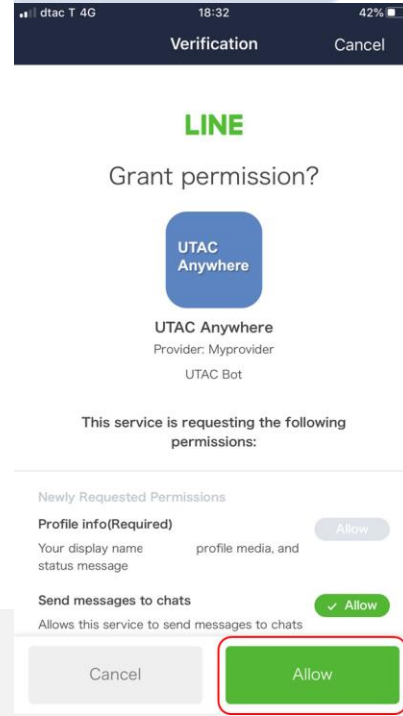 dtac T 4G 18:32 42%
Verification Cancel
LINE
Grant permission?
UTAC
Anywhere
UTAC Anywhere
Provider: Myprovider
UTAC Bot
This service is requesting the following
permissions:
Newly Requested Permissions
Profile info(Required) Allow
Your display name profile media, and
status message
Send messages to chats Allow
Allows this service to send messages to chats
Cancel Allow